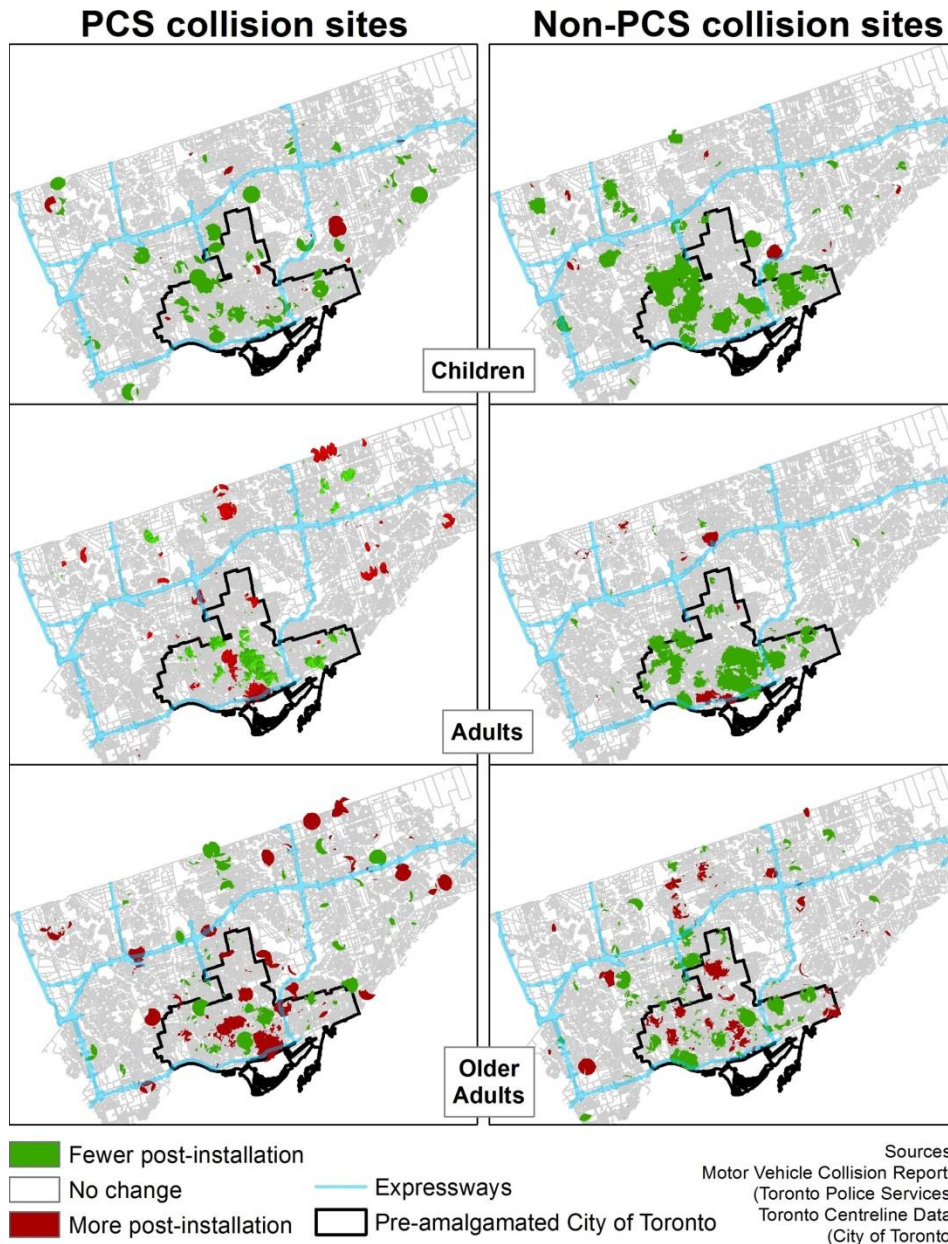 PCS collision sites
Non-PCS collision sites
Children
Adults
Older
Adults
Fewer post-installation
No change
More post-installation
Expressways
Pre-amalgamated City of Toronto
Sources
Motor Vehicle Collision Report
(Toronto Police Services
Toronto Centreline Data
(City of Toronto